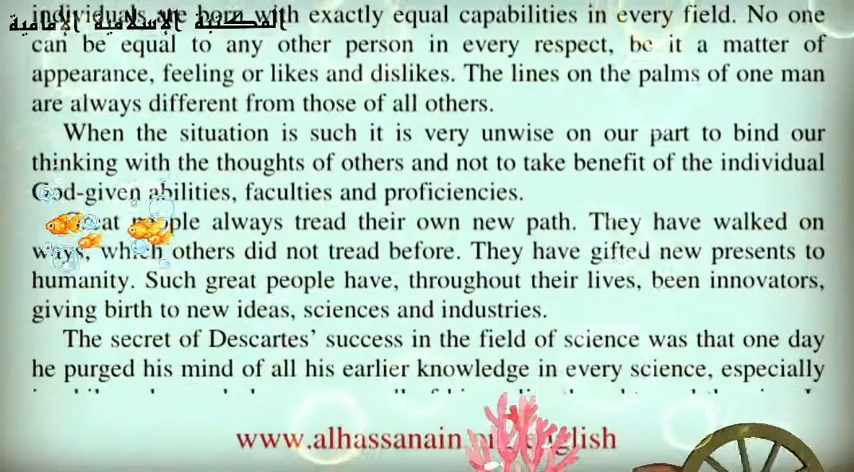 المكتبة الإسلامية الإمامية
individuals are born with exactly equal capabilities in every field. No one
can be equal to any other person in every respect, be it a matter of
appearance, feeling or likes and dislikes. The lines on the palms of one man
are always different from those of all others.
When the situation is such it is very unwise on our part to bind our
thinking with the thoughts of others and not to take benefit of the individual
God-given abilities, faculties and proficiencies.
Great people always tread their own new path. They have walked on
ways, which others did not tread before. They have gifted new presents to
humanity. Such great people have, throughout their lives, been innovators,
giving birth to new ideas, sciences and industries.
The secret of Descartes’ success in the field of science was that one day
he purged his mind of all his earlier knowledge in every science, especially
www.alhassanain english